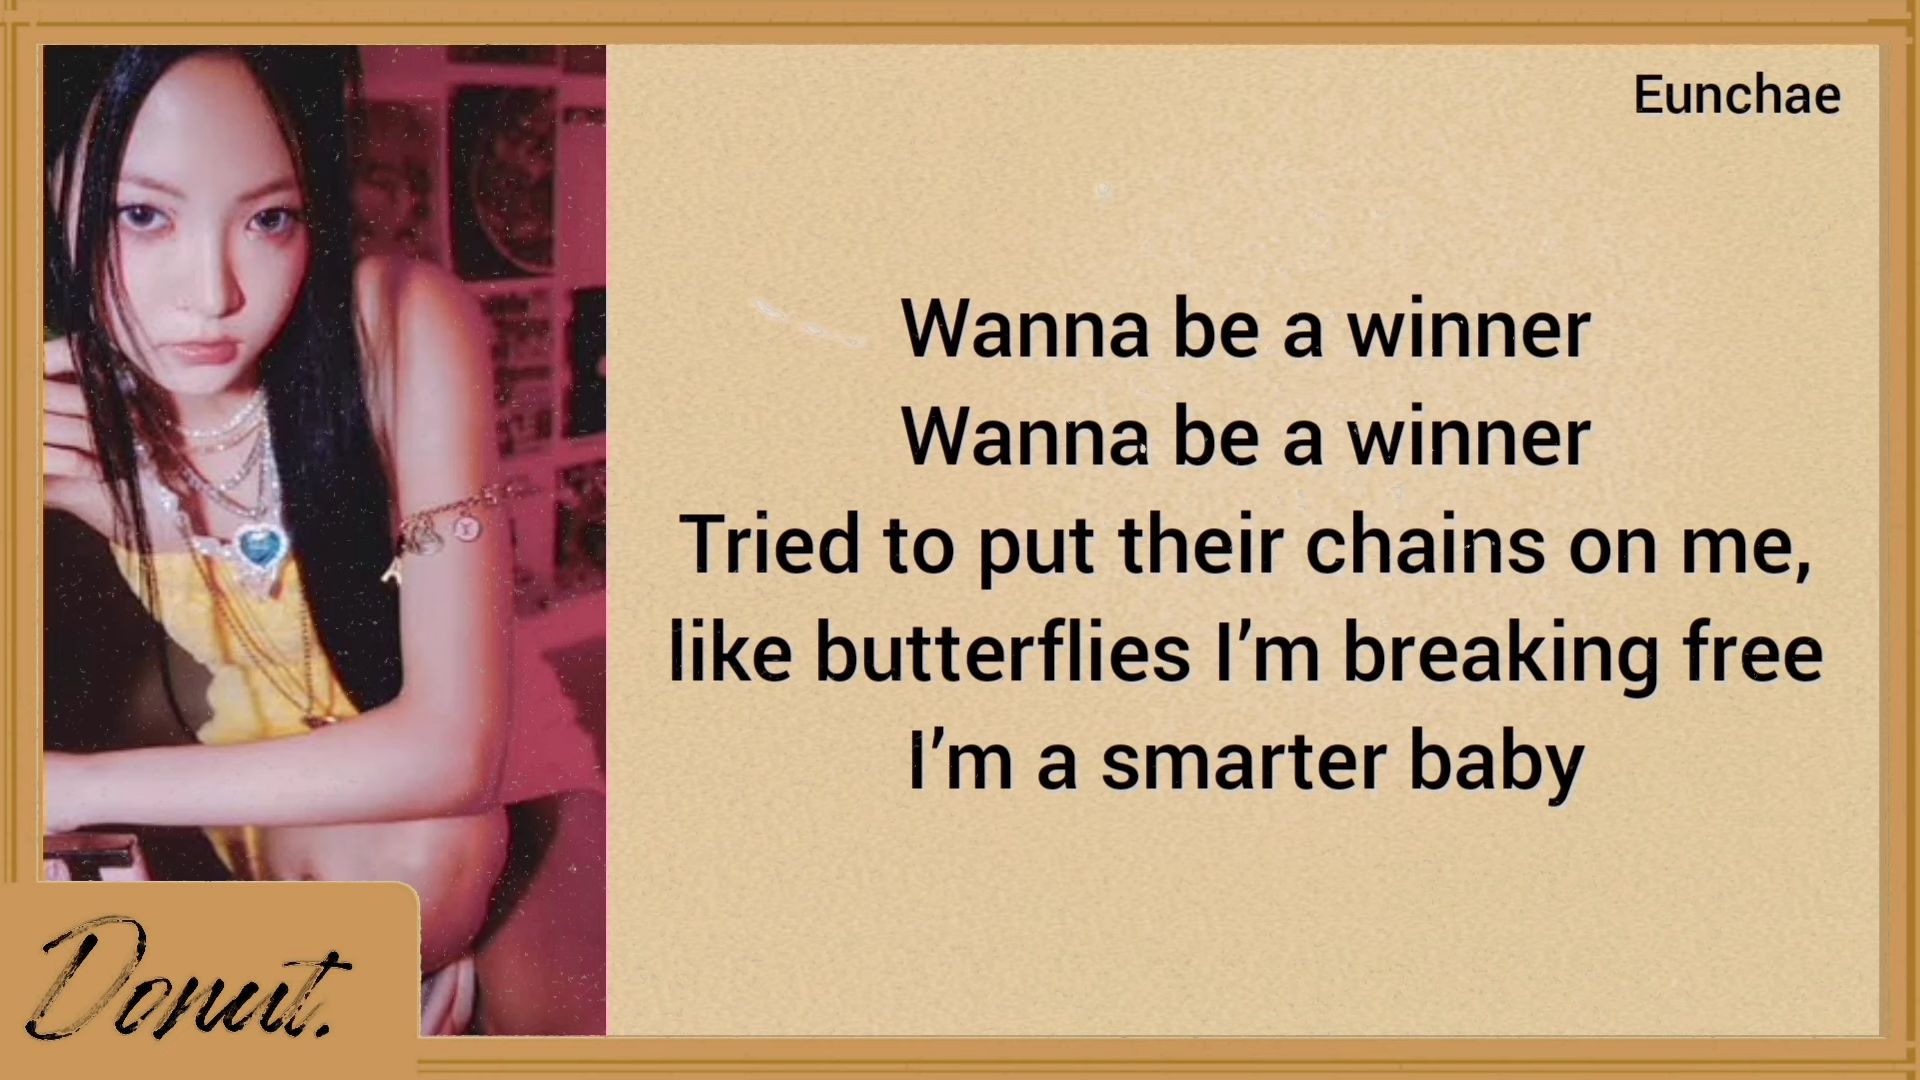 Eunchae
Wanna be a winner
Wanna be a winner
Tried to put their chains on me,
like butterflies I’m breaking free
I’m a smarter baby
Donut.